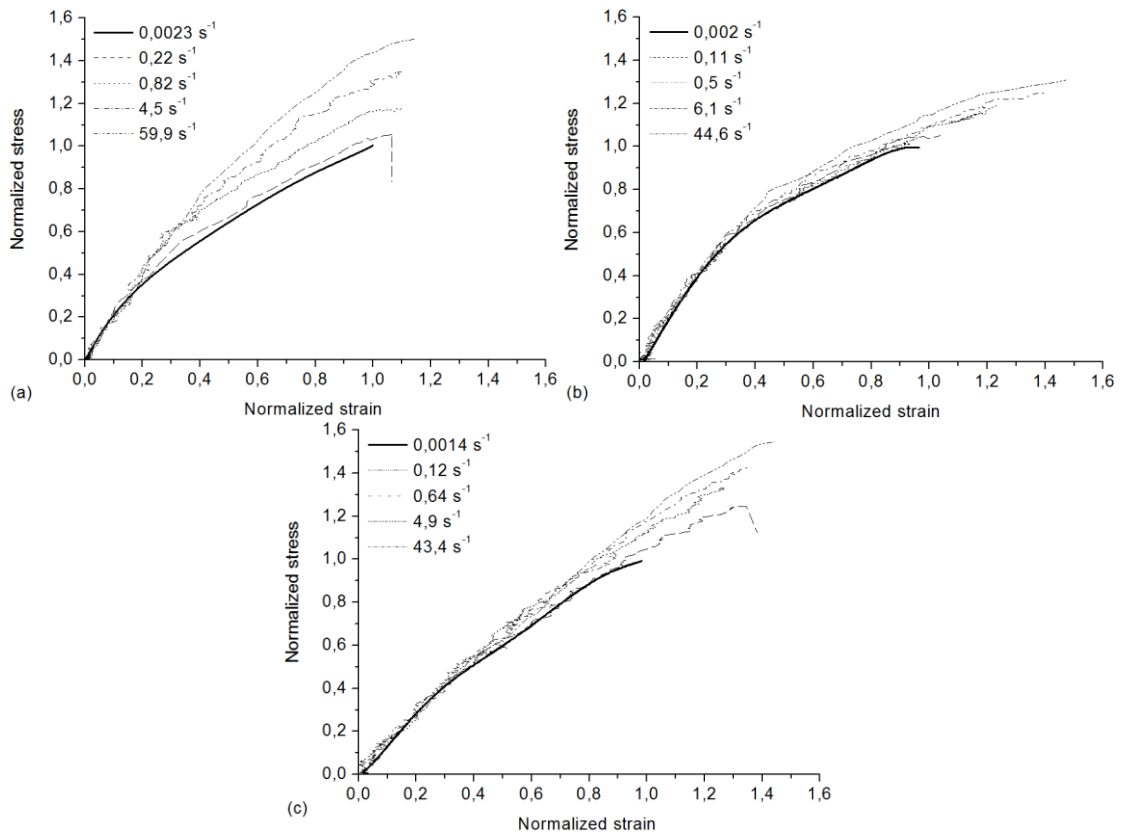 1,6
1,4
1,2
1,0
0,8
0,6
0,4
0,2
0,0
Normalized stress
0,0023 s⁻¹
0,22 s⁻¹
0,82 s⁻¹
4,5 s⁻¹
59,9 s⁻¹
0,0 0,2 0,4 0,6 0,8 1,0 1,2 1,4 1,6
Normalized strain
(a)
1,6
1,4
1,2
1,0
0,8
0,6
0,4
0,2
0,0
Normalized stress
0,002 s⁻¹
0,11 s⁻¹
0,5 s⁻¹
6,1 s⁻¹
44,6 s⁻¹
0,0 0,2 0,4 0,6 0,8 1,0 1,2 1,4 1,6
Normalized strain
(b)
1,6
1,4
1,2
1,0
0,8
0,6
0,4
0,2
0,0
Normalized stress
0,0014 s⁻¹
0,12 s⁻¹
0,64 s⁻¹
4,9 s⁻¹
43,4 s⁻¹
0,0 0,2 0,4 0,6 0,8 1,0 1,2 1,4 1,6
Normalized strain
(c)